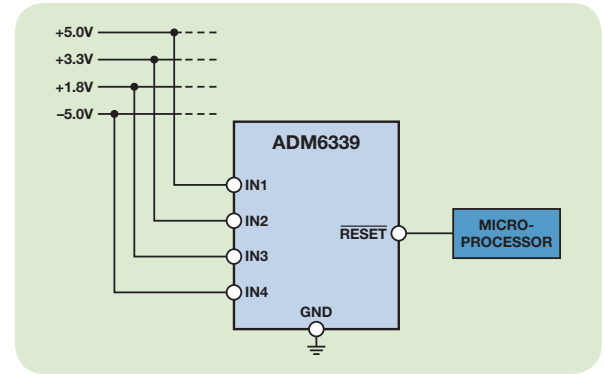 +5.0V
+3.3V
+1.8V
–5.0V
ADM6339
IN1
IN2
IN3
IN4
RESET
GND
MICRO-
PROCESSOR